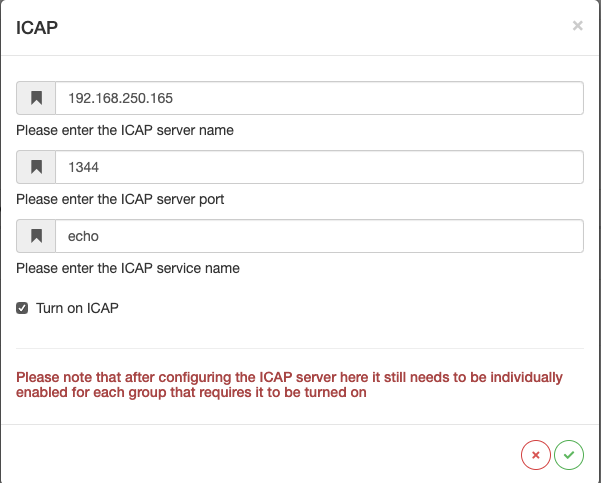 ICAP
192.168.250.165
Please enter the ICAP server name
1344
Please enter the ICAP server port
echo
Please enter the ICAP service name
Turn on ICAP
Please note that after configuring the ICAP server here it still needs to be individually
enabled for each group that requires it to be turned on